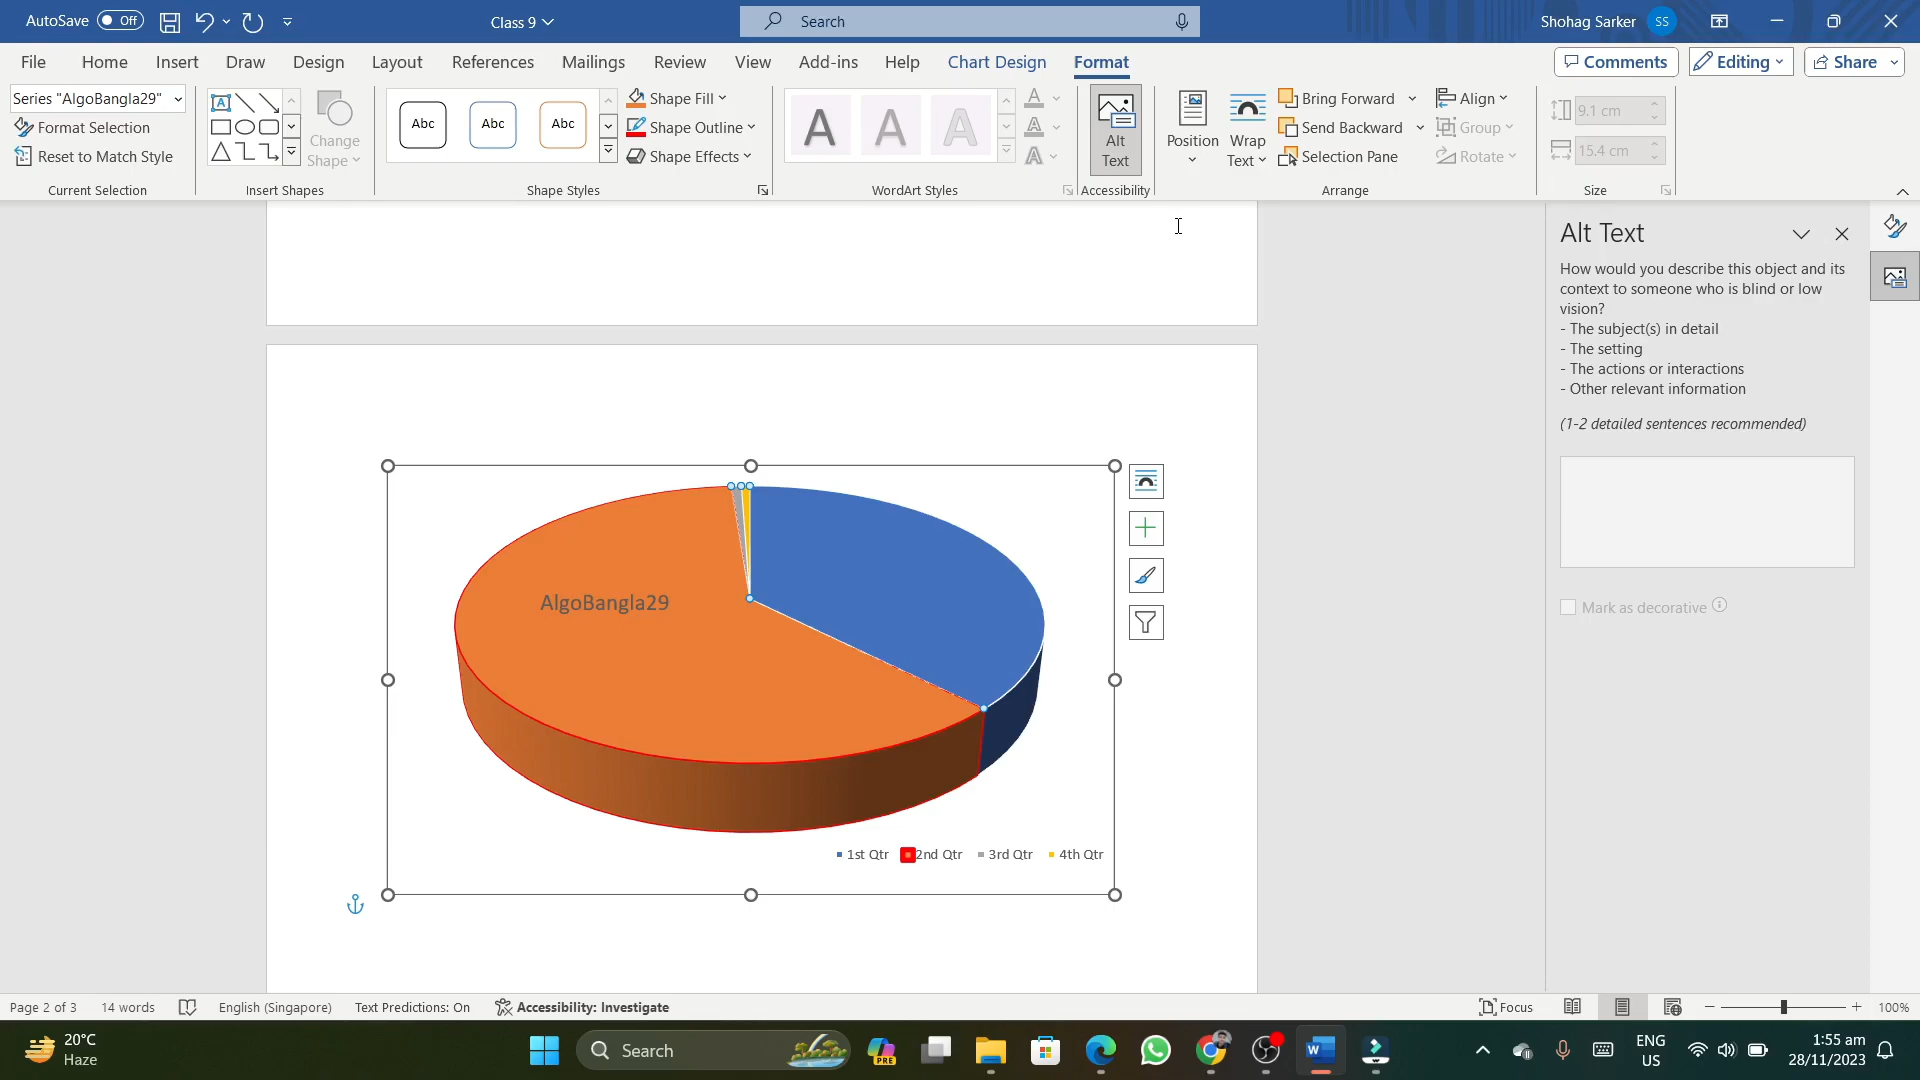 AutoSave Off
Class 9
Search
Shohag Sarker SS
File Home Insert Draw Design Layout References Mailings Review View Add-ins Help Chart Design Format
Comments Editing Share
Series "AlgoBangla29"
Format Selection
Reset to Match Style
Current Selection
Change
Shape
Insert Shapes
Abc Abc Abc
Shape Fill
Shape Outline
Shape Effects
Shape Styles
A A A
A
A
A
WordArt Styles
Alt
Text
Accessibility
Position
Wrap
Text
Bring Forward
Send Backward
Selection Pane
Align
Group
Rotate
Arrange
9.1 cm
15.4 cm
Size
Alt Text
How would you describe this object and its
context to someone who is blind or low
vision?
- The subject(s) in detail
- The setting
- The actions or interactions
- Other relevant information
(1-2 detailed sentences recommended)
Mark as decorative
AlgoBangla29
1st Qtr 2nd Qtr 3rd Qtr 4th Qtr
Page 2 of 3 14 words English (Singapore) Text Predictions: On Accessibility: Investigate
Focus
100%
20°C
Haze
Search
PRE
W
ENG
US
1:55 am
28/11/2023